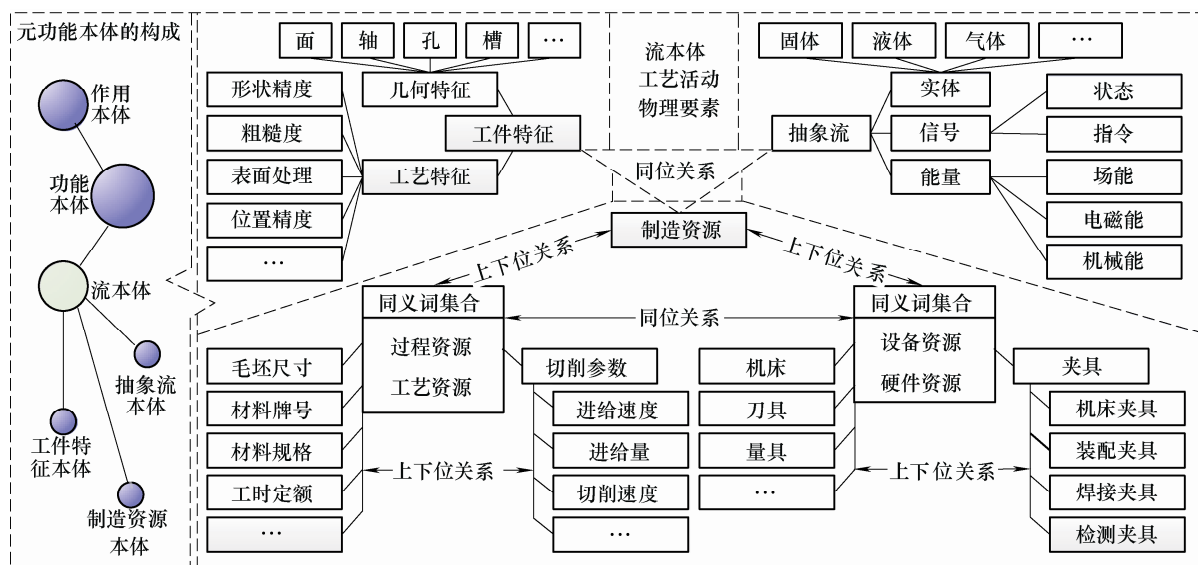 元功能本体的构成
作用
本体
功能
本体
流本体
抽象流
本体
工件特
征本体
制造资源
本体
面
轴
孔
槽
…
形状精度
几何特征
粗糙度
工件特征
表面处理
工艺特征
位置精度
…
流本体
工艺活动
物理要素
同位关系
制造资源
固体
液体
气体
…
实体
状态
抽象流
信号
指令
能量
场能
电磁能
机械能
上下位关系
上下位关系
同义词集合
过程资源
工艺资源
同位关系
同义词集合
设备资源
硬件资源
毛坯尺寸
材料牌号
材料规格
工时定额
…
上下位关系
切削参数
进给速度
进给量
切削速度
…
机床
刀具
量具
…
上下位关系
夹具
机床夹具
装配夹具
焊接夹具
检测夹具